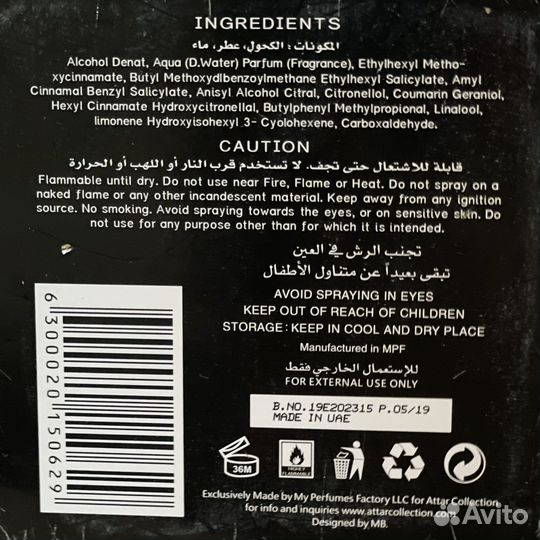 INGREDIENTS
المكونات: الكحول، عطر، ماء
Alcohol Denat, Aqua (D.Water) Parfum (Fragrance), Ethylhexyl Metho-
xycinnamate, Butyl Methoxydlbenzoylmethane Ethylhexyl Salicylate, Amyl
Cinnamal Benzyl Salicylate, Anisyl Alcohol Citral, Citronellol, Coumarin Geraniol,
Hexyl Cinnamate Hydroxycitronellal, Butylphenyl Methylpropional, Linalool,
limonene Hydroxyisohexyl 3- Cyolohexene, Carboxaldehyde.
CAUTION
قابلة للاشتعال حتى تجف. لا تستخدم قرب النار أو اللهب أو الحرارة
Flammable until dry. Do not use near Fire, Flame or Heat. Do not spray on a
naked flame or any other incandescent material. Keep away from any ignition
source. No smoking. Avoid spraying towards the eyes, or on sensitive skin. Do
not use for any purpose other than for which it is intended.
تجنب الرش في العين
تبقى بعيداً عن متناول الأطفال
AVOID SPRAYING IN EYES
KEEP OUT OF REACH OF CHILDREN
STORAGE: KEEP IN COOL AND DRY PLACE
Manufactured in MPF
للإستعمال الخارجي فقط
FOR EXTERNAL USE ONLY
B.NO.19E202315 P.05/19
MADE IN UAE
6300020150629
36M
HIGHLY
FLAMMABLE
Exclusively Made by My Perfumes Factory LLC for Attar Collection
for info and inquiries www.attarcollection.com
Designed by MB.
Avito